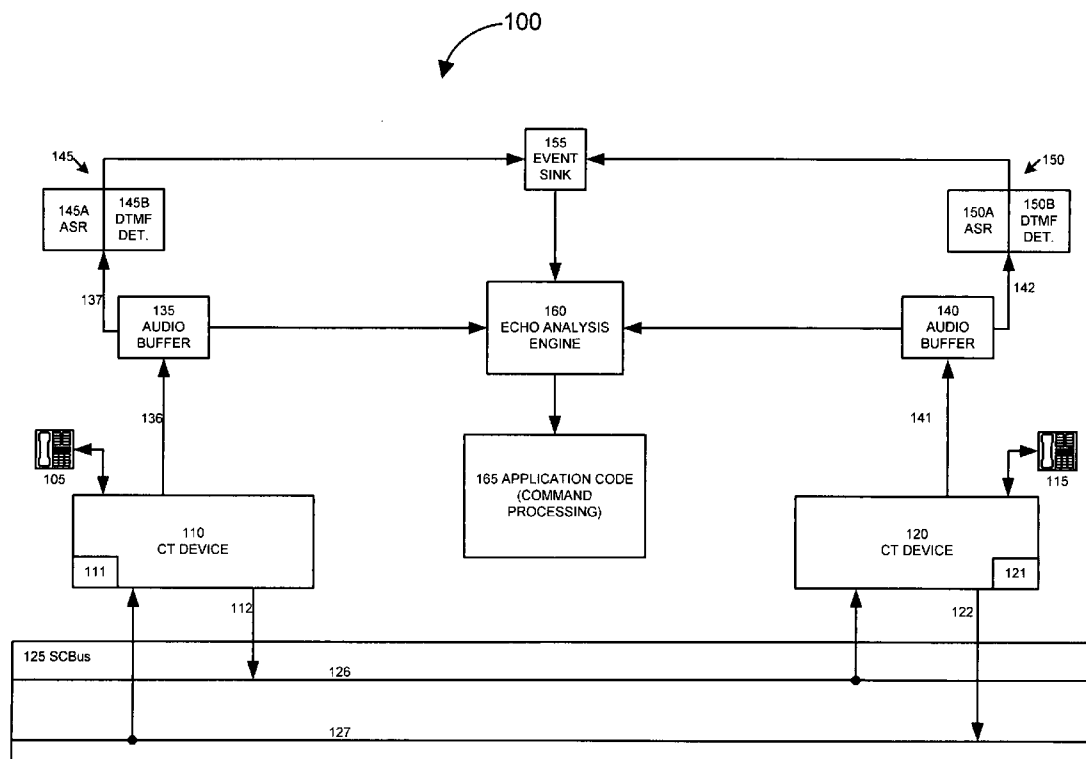 100
155
EVENT
SINK
145
150
145A
ASR
145B
DTMF
DET.
150A
ASR
150B
DTMF
DET.
137
142
135
AUDIO
BUFFER
160
ECHO ANALYSIS
ENGINE
140
AUDIO
BUFFER
136
141
105
115
165 APPLICATION CODE
(COMMAND
PROCESSING)
110
CT DEVICE
111
120
CT DEVICE
121
112
122
125 SCBus
126
127